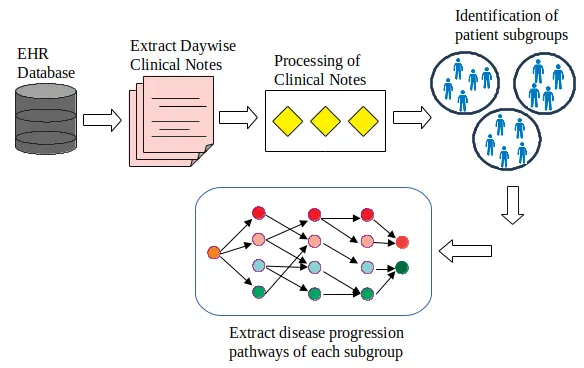 EHR
Database
Extract Daywise
Clinical Notes
Processing of
Clinical Notes
Identification of
patient subgroups
Extract disease progression
pathways of each subgroup